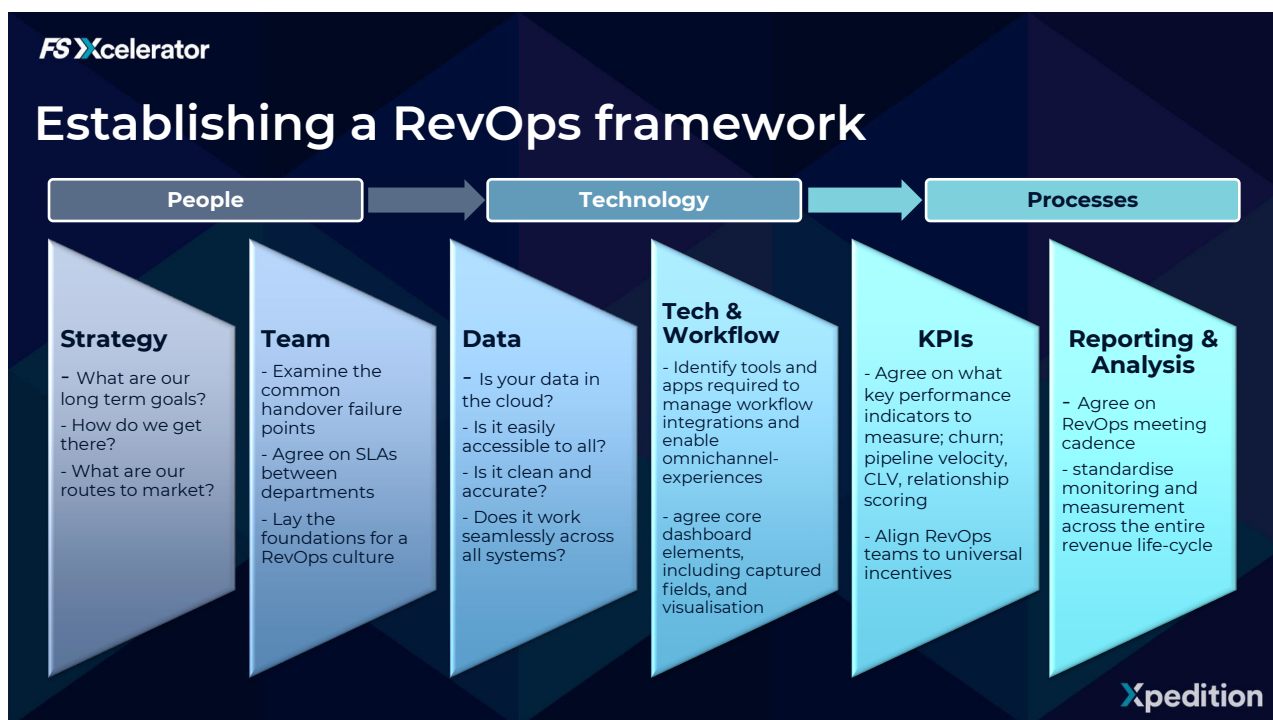 FS Xcelerator
Establishing a RevOps framework
People
Technology
Processes
Strategy
- What are our
long term goals?
- How do we get
there?
- What are our
routes to market?
Team
- Examine the
common
handover failure
points
- Agree on SLAs
between
departments
- Lay the
foundations for a
RevOps culture
Data
- Is your data in
the cloud?
- Is it easily
accessible to all?
- Is it clean and
accurate?
- Does it work
seamlessly across
all systems?
Tech &
Workflow
- Identify tools and
apps required to
manage workflow
integrations and
enable
omnichannel-
experiences
- agree core
dashboard
elements,
including captured
fields, and
visualisation
KPIs
- Agree on what
key performance
indicators to
measure; churn;
pipeline velocity,
CLV, relationship
scoring
- Align RevOps
teams to universal
incentives
Reporting &
Analysis
- Agree on
RevOps meeting
cadence
- standardise
monitoring and
measurement
across the entire
revenue life-cycle
Xpedition